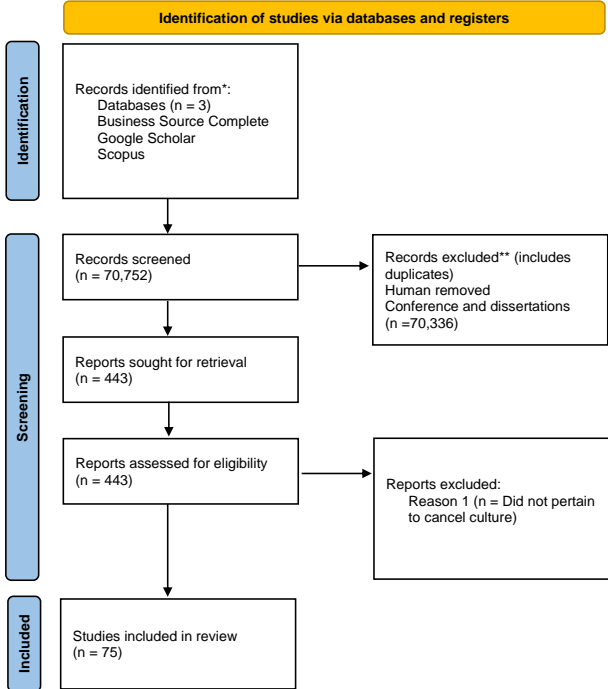 Identification of studies via databases and registers
Identification
Records identified from*:
Databases (n = 3)
Business Source Complete
Google Scholar
Scopus
Screening
Records screened
(n = 70,752)
Records excluded** (includes
duplicates)
Human removed
Conference and dissertations
(n =70,336)
Reports sought for retrieval
(n = 443)
Reports assessed for eligibility
(n = 443)
Reports excluded:
Reason 1 (n = Did not pertain
to cancel culture)
Included
Studies included in review
(n = 75)